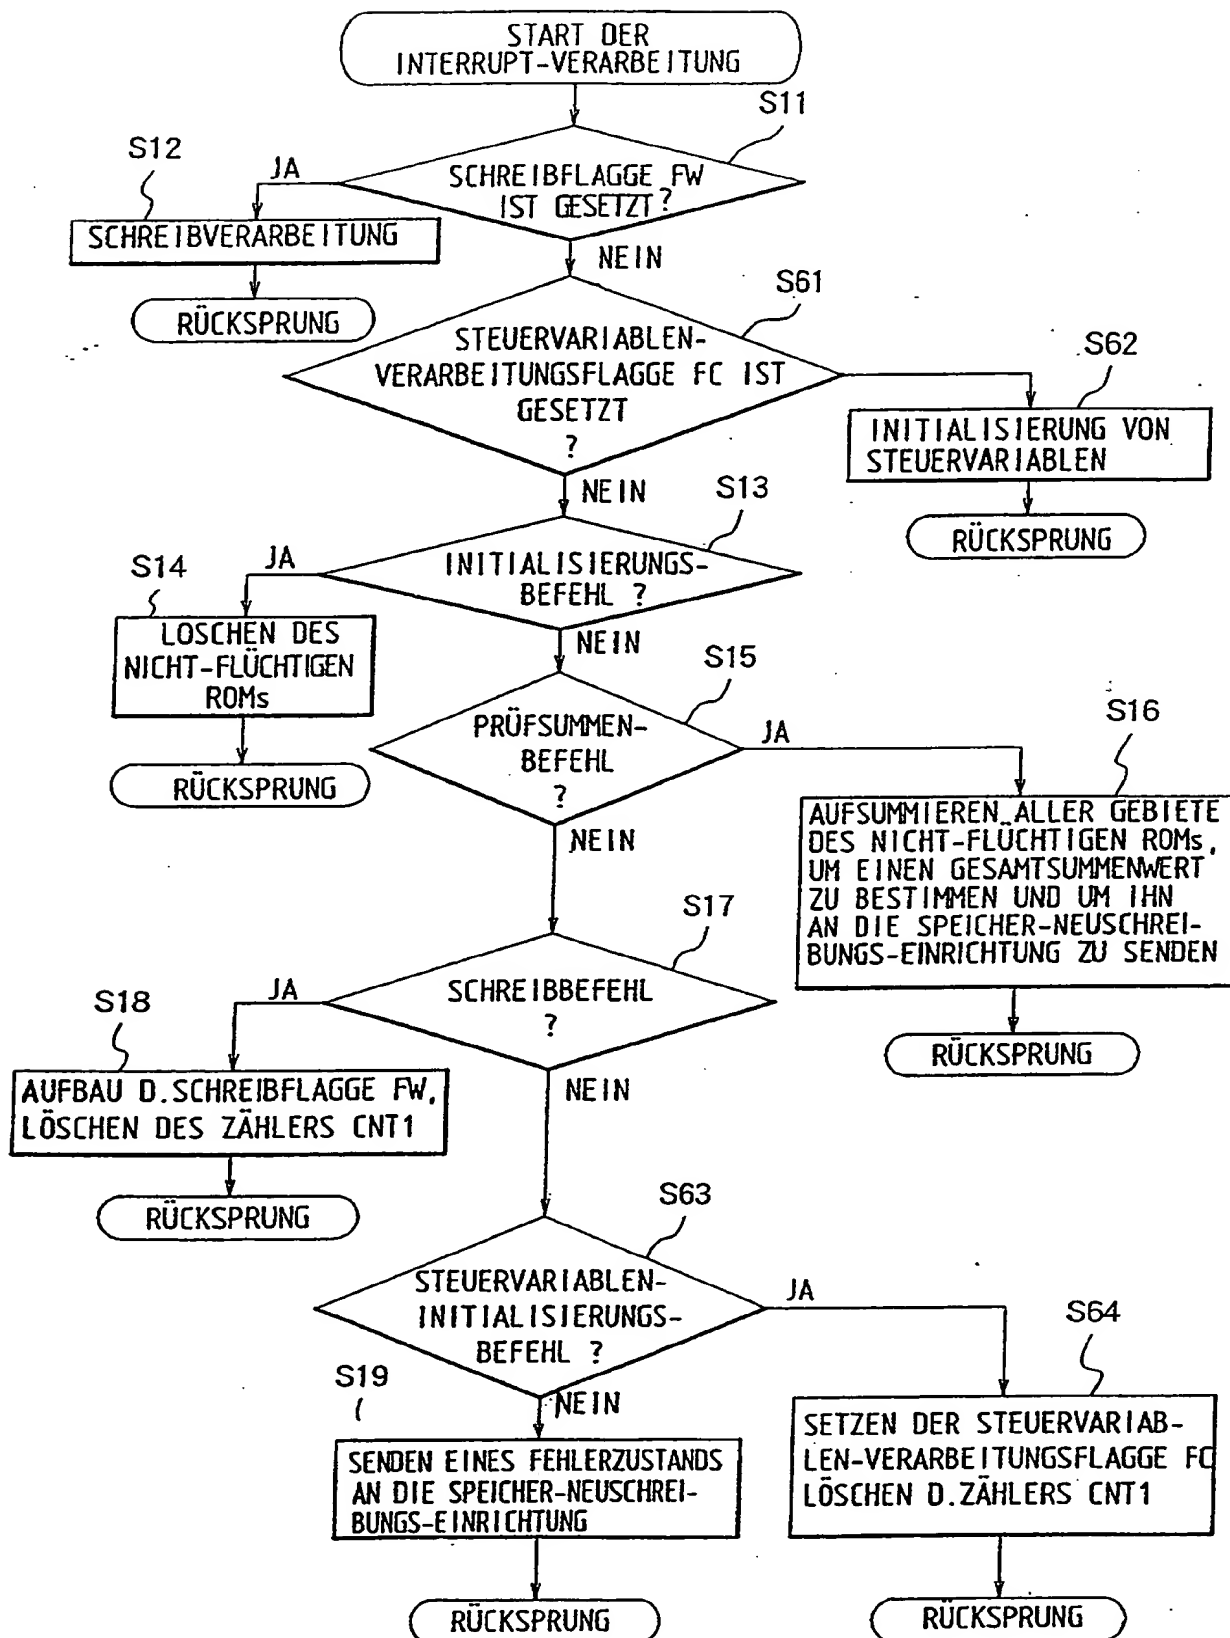 START DER
INTERRUPT-VERARBEITUNG
S11
S12
JA
SCHREIBFLAGGE FW
IST GESETZT?
SCHREIBVERARBEITUNG
NEIN
RÜCKSPRUNG
S61
STEUERVARIABLEN-
VERARBEITUNGSFLAGGE FC IST
GESETZT
?
S62
INITIALISIERUNG VON
STEUERVARIABLEN
NEIN
RÜCKSPRUNG
S13
S14
JA
INITIALISIERUNGS-
BEFEHL ?
LOSCHEN DES
NICHT-FLÜCHTIGEN
ROMs
NEIN
RÜCKSPRUNG
S15
PRÜFSUMMEN-
BEFEHL
?
JA
S16
AUFSUMMIEREN ALLER GEBIETE
DES NICHT-FLÜCHTIGEN ROMs,
UM EINEN GESAMTSUMMENWERT
ZU BESTIMMEN UND UM IHN
AN DIE SPEICHER-NEUSCHREI-
BUNGS-EINRICHTUNG ZU SENDEN
NEIN
RÜCKSPRUNG
S17
S18
JA
SCHREIBBEFEHL
?
AUFBAU D.SCHREIBFLAGGE FW,
LÖSCHEN DES ZÄHLERS CNT1
NEIN
RÜCKSPRUNG
S63
STEUERVARIABLEN-
INITIALISIERUNGS-
BEFEHL ?
JA
S64
SETZEN DER STEUERVARIAB-
LEN-VERARBEITUNGSFLAGGE FC
LÖSCHEN D.ZÄHLERS CNT1
RÜCKSPRUNG
S19
NEIN
SENDEN EINES FEHLERZUSTANDS
AN DIE SPEICHER-NEUSCHREI-
BUNGS-EINRICHTUNG
RÜCKSPRUNG